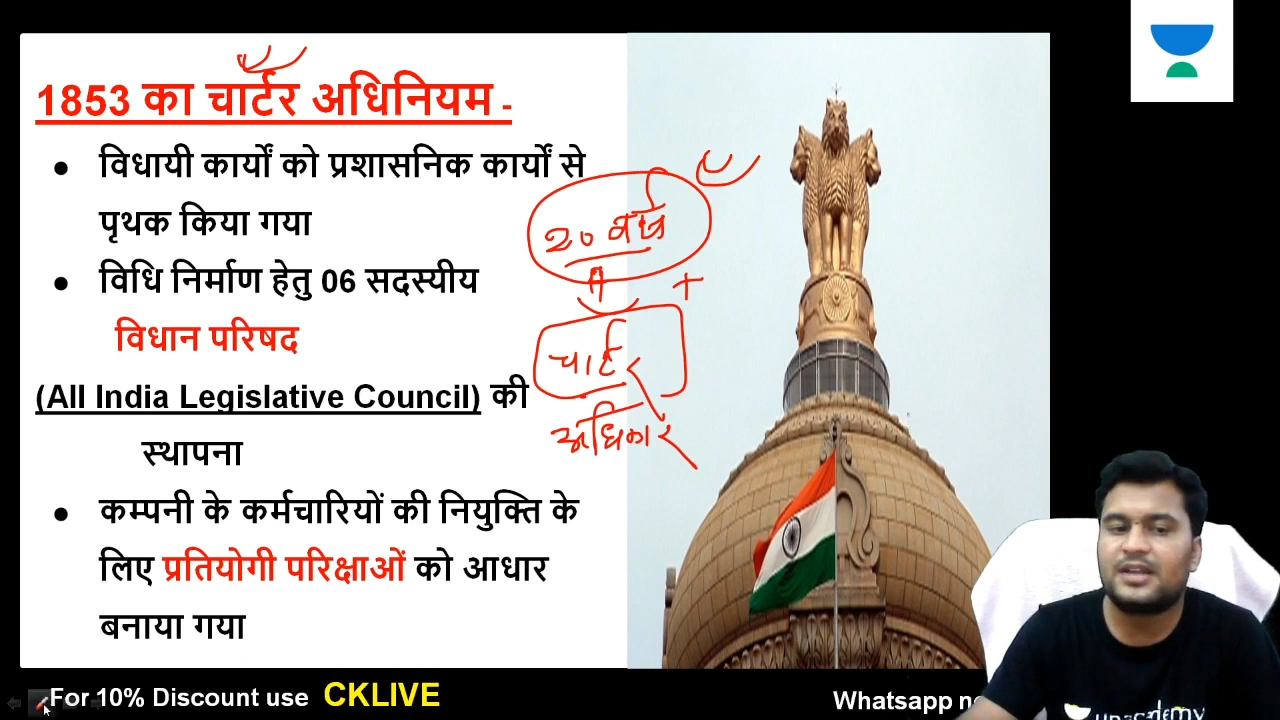 1853 का चार्टर अधिनियम -
● विधायी कार्यों को प्रशासनिक कार्यों से
पृथक किया गया
● विधि निर्माण हेतु 06 सदस्यीय
विधान परिषद
(All India Legislative Council) की
स्थापना
● कम्पनी के कर्मचारियों की नियुक्ति के
लिए प्रतियोगी परिक्षाओं को आधार
बनाया गया
२० वर्ष
चार्टर
अधिकार
For 10% Discount use CKLIVE
Whatsapp
unacademy